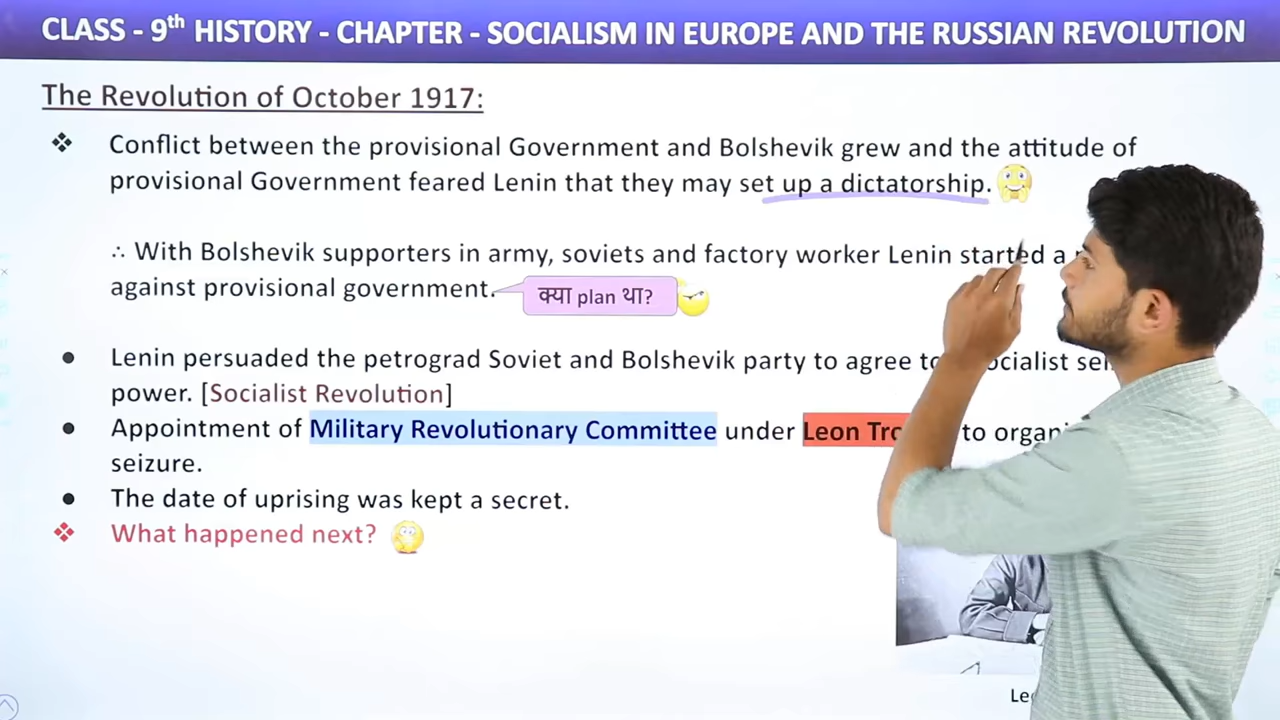 CLASS - 9th HISTORY - CHAPTER - SOCIALISM IN EUROPE AND THE RUSSIAN REVOLUTION
The Revolution of October 1917:
❖ Conflict between the provisional Government and Bolshevik grew and the attitude of
provisional Government feared Lenin that they may set up a dictatorship.
∴ With Bolshevik supporters in army, soviets and factory worker Lenin started a
against provisional government.
क्या plan था?
● Lenin persuaded the petrograd Soviet and Bolshevik party to agree to
power. [Socialist Revolution]
● Appointment of Military Revolutionary Committee under Leon to
seizure.
● The date of uprising was kept a secret.
❖ What happened next?